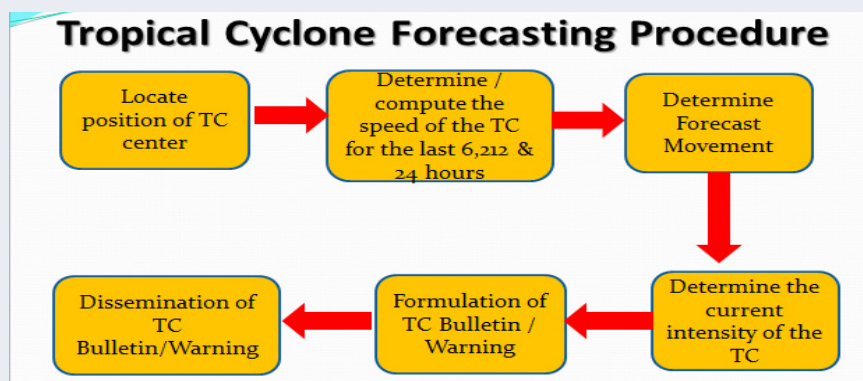 Tropical Cyclone Forecasting Procedure
Locate
position of TC
center
Determine /
compute the
speed of the TC
for the last 6,212 &
24 hours
Determine
Forecast
Movement
Determine the
current
intensity of the
TC
Formulation of
TC Bulletin /
Warning
Dissemination of
TC
Bulletin/Warning